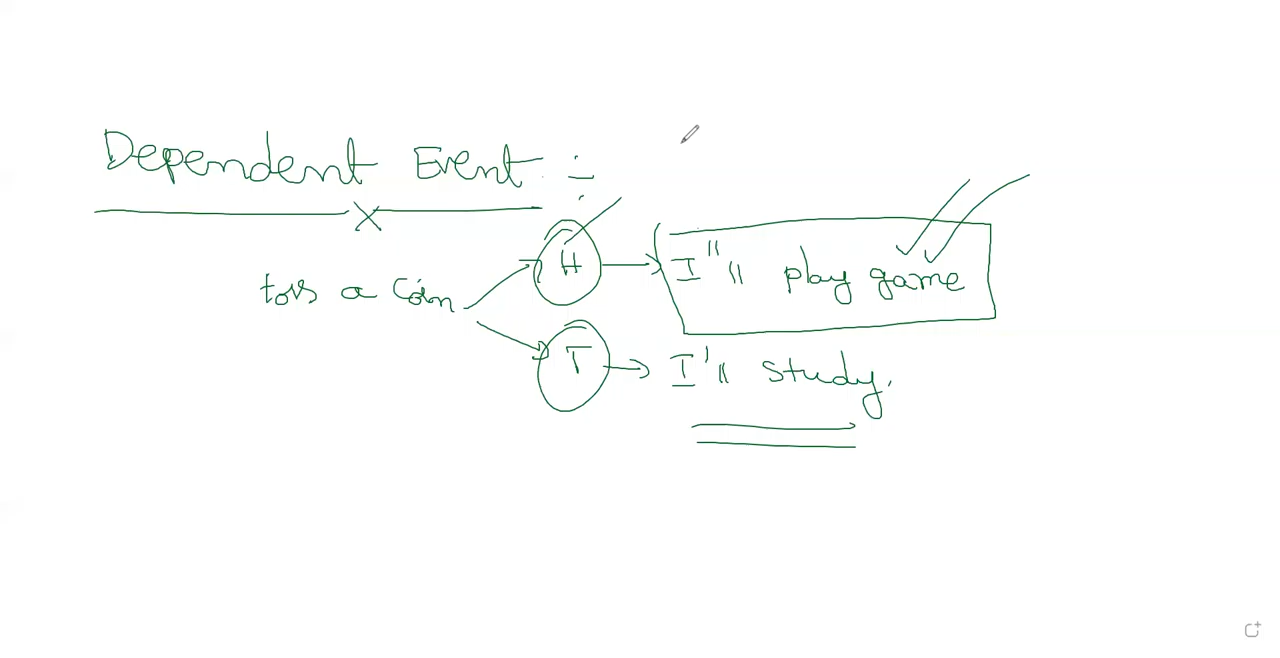 Dependent Event :-
H → I'll play game
toss a coin
T → I'll study.